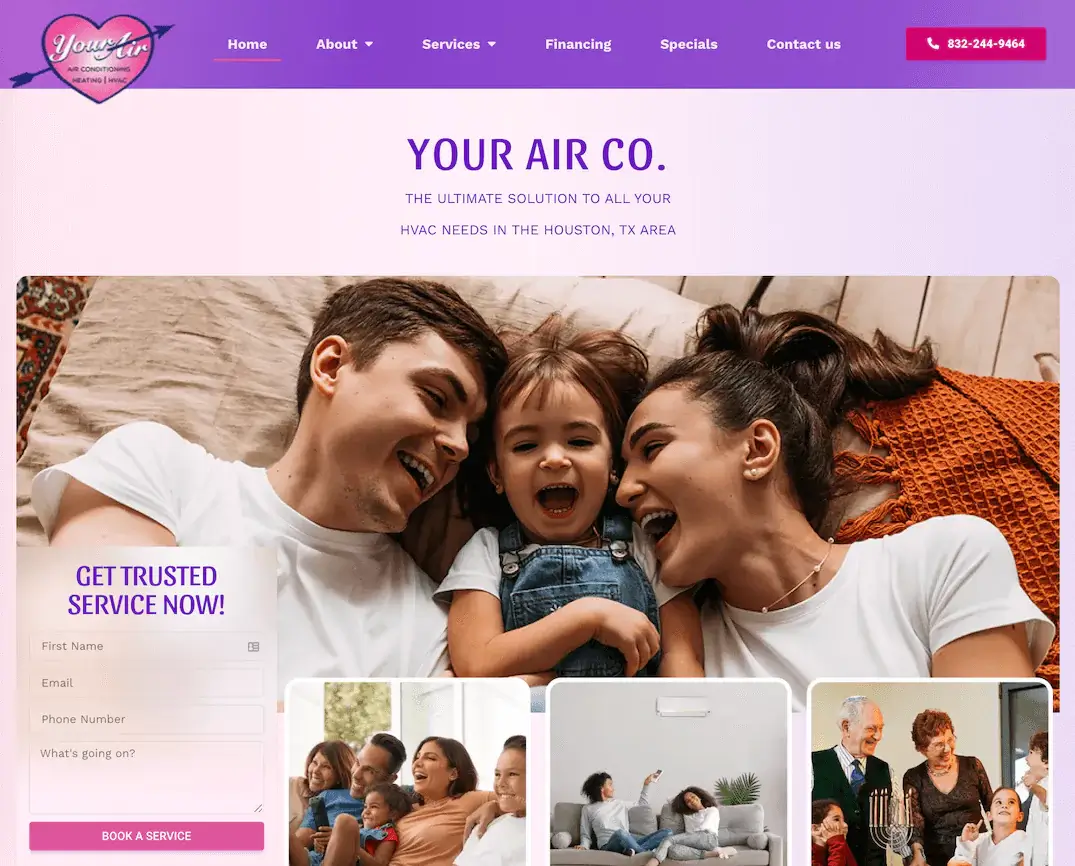 Your Air
AIR CONDITIONING
HEATING | HVAC
Home
About
Services
Financing
Specials
Contact us
832-244-9464
YOUR AIR CO.
THE ULTIMATE SOLUTION TO ALL YOUR
HVAC NEEDS IN THE HOUSTON, TX AREA
GET TRUSTED
SERVICE NOW!
First Name
Email
Phone Number
What's going on?
BOOK A SERVICE